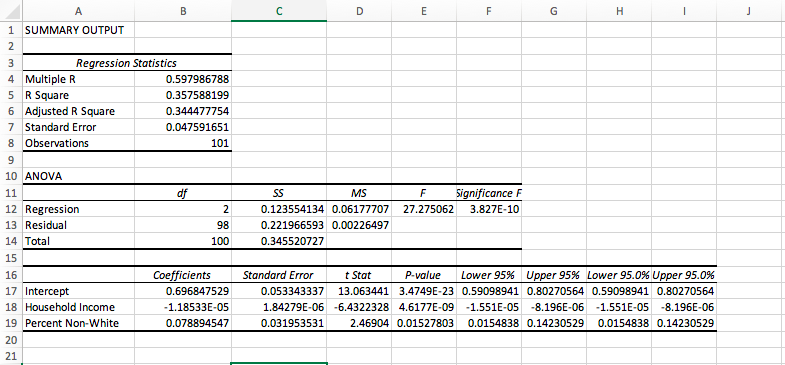 A B C D E F G H I J
1 SUMMARY OUTPUT
2
3 Regression Statistics
4 Multiple R 0.597986788
5 R Square 0.357588199
6 Adjusted R Square 0.344477754
7 Standard Error 0.047591651
8 Observations 101
9
10 ANOVA
11 df SS MS F Significance F
12 Regression 2 0.123554134 0.06177707 27.275062 3.827E-10
13 Residual 98 0.221966593 0.00226497
14 Total 100 0.345520727
15
16 Coefficients Standard Error t Stat P-value Lower 95% Upper 95% Lower 95.0% Upper 95.0%
17 Intercept 0.696847529 0.053343337 13.063441 3.4749E-23 0.59098941 0.80270564 0.59098941 0.80270564
18 Household Income -1.18533E-05 1.84279E-06 -6.4322328 4.6177E-09 -1.551E-05 -8.196E-06 -1.551E-05 -8.196E-06
19 Percent Non-White 0.078894547 0.031953531 2.46904 0.01527803 0.0154838 0.14230529 0.0154838 0.14230529
20
21